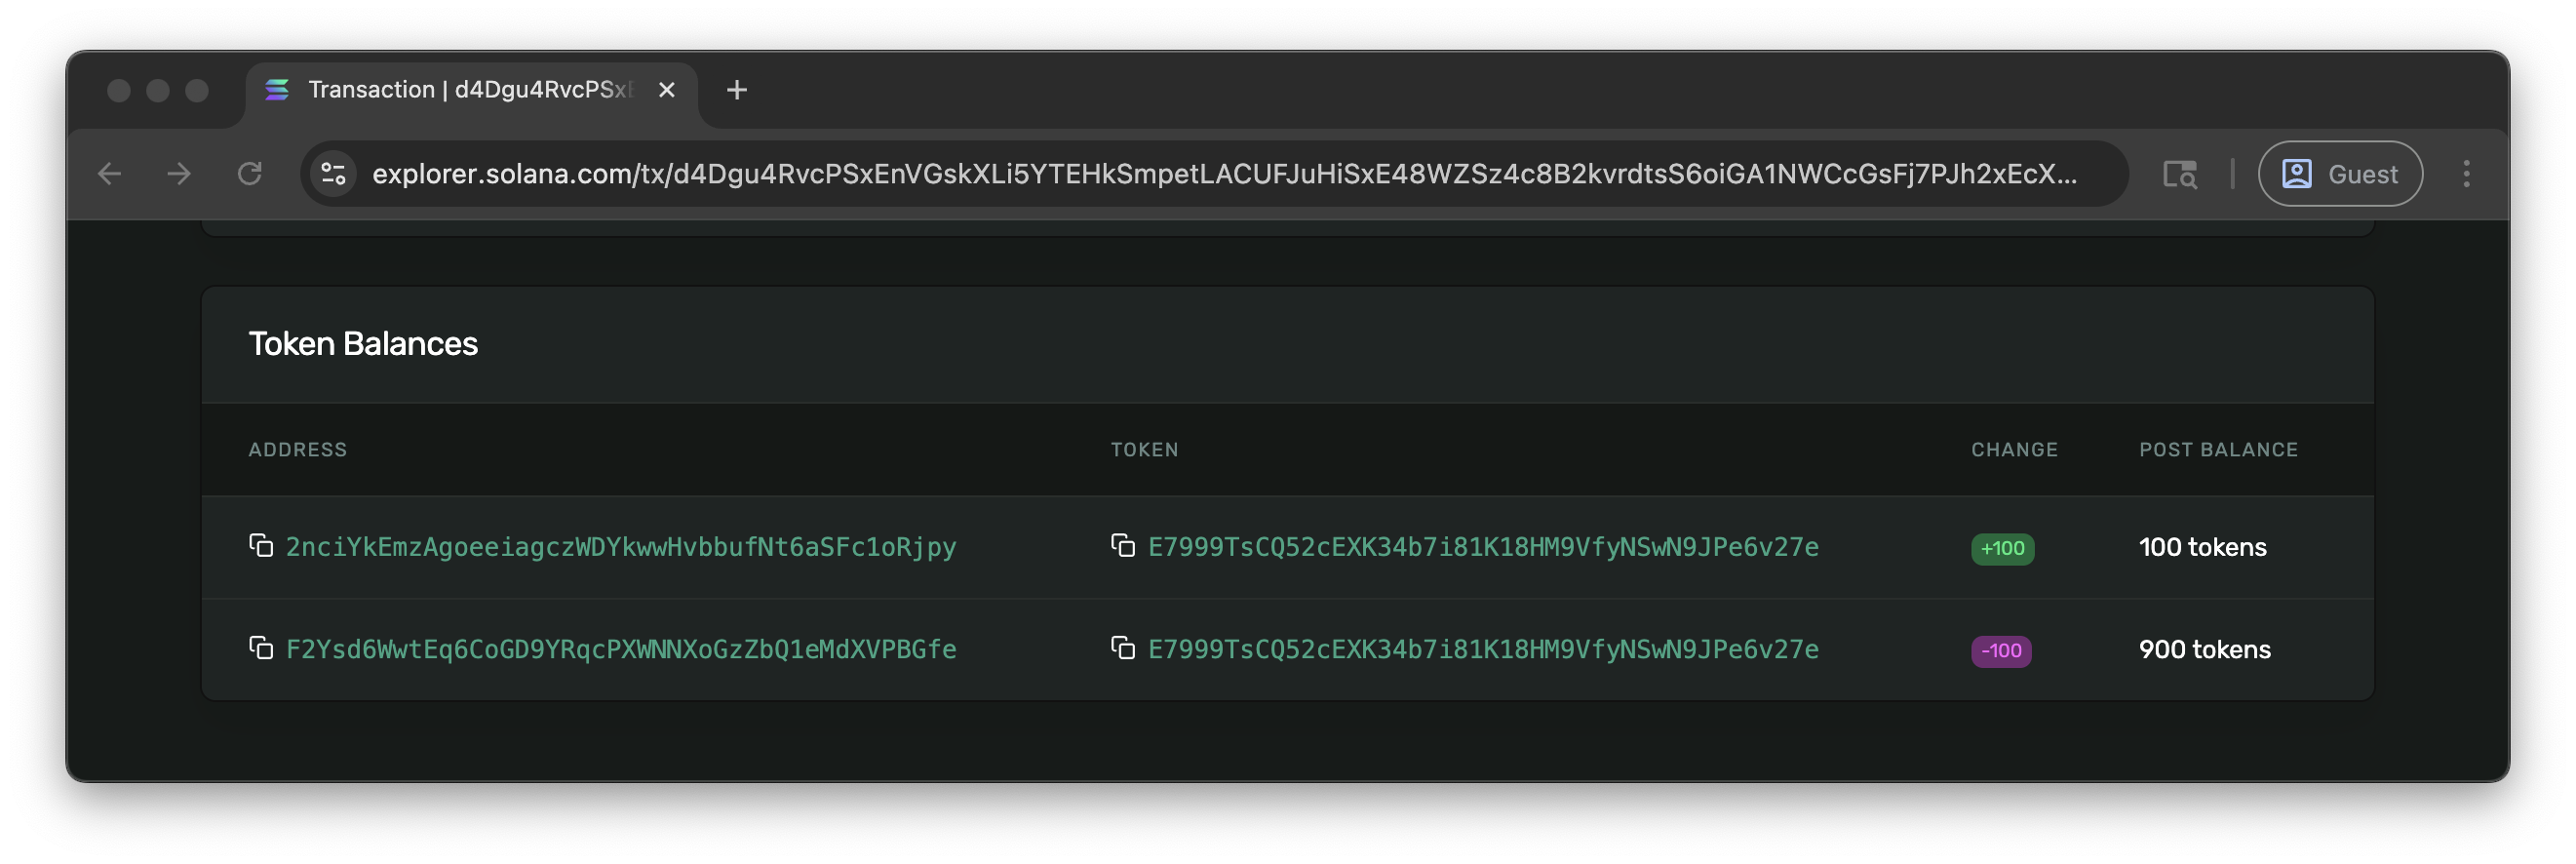 Transaction | d4Dgu4RvcPSxE
explorer.solana.com/tx/d4Dgu4RvcPSxEnVGskXLi5YTEHkSmpetLACUFJuHiSxE48WZSz4c8B2kvrdtsS6oiGA1NWCcGsFj7PJh2xEcX...
Guest
Token Balances
ADDRESS TOKEN CHANGE POST BALANCE
2nciYkEmzAgoeeiagczWDYkwwHvbbufNt6aSFc1oRjpy E7999TsCQ52cEXK34b7i81K18HM9VfyNSwN9JPe6v27e +100 100 tokens
F2Ysd6WwtEq6CoGD9YRqcPXWNNXoGzZbQ1eMdXVPBGfe E7999TsCQ52cEXK34b7i81K18HM9VfyNSwN9JPe6v27e -100 900 tokens